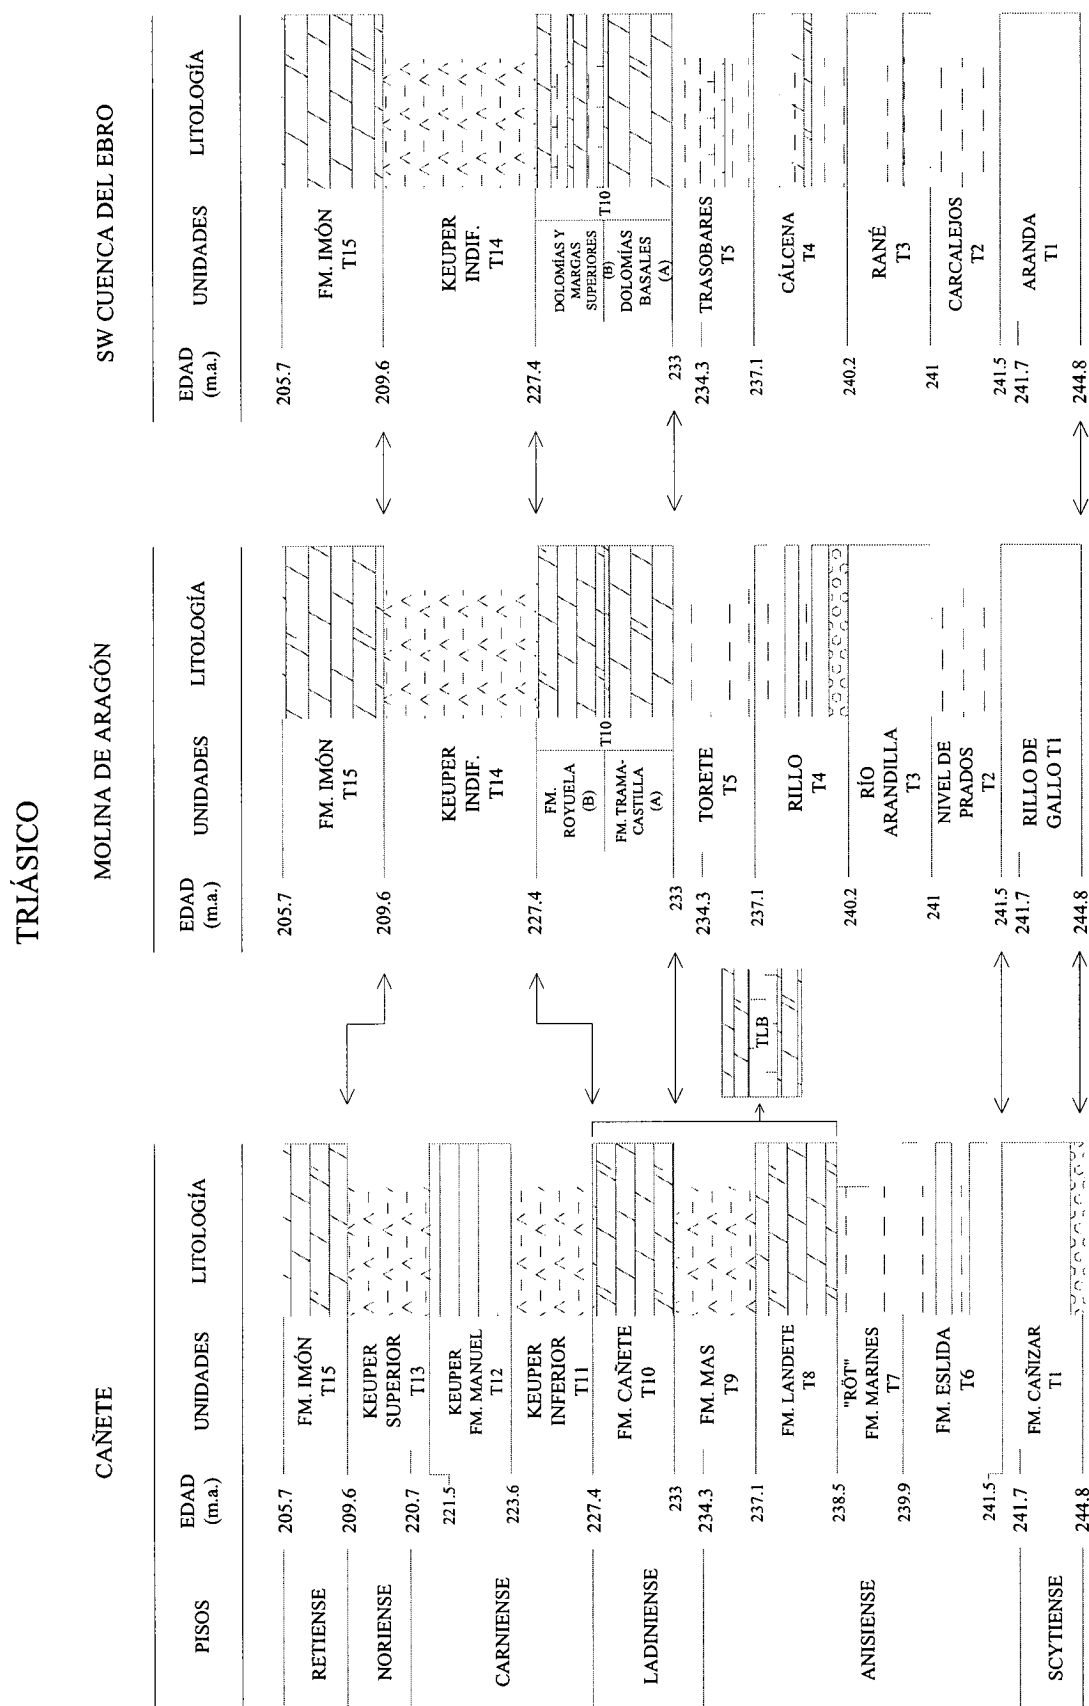 TRIÁSICO
CAÑETE
PISOS
EDAD
(m.a.)
UNIDADES
LITOLOGÍA
RETIENSE
NORIENSE
CARNIENSE
LADINIENSE
ANISIENSE
SCYTIENSE
205.7
209.6
220.7
221.5
223.6
227.4
233
234.3
237.1
238.5
239.9
241.5
241.7
244.8
FM. IMÓN
T15
KEUPER
SUPERIOR
T13
KEUPER
FM. MANUEL
T12
KEUPER
INFERIOR
T11
FM. CAÑETE
T10
FM. MAS
T9
FM. LANDETE
T8
"RÖT"
FM. MARINES
T7
FM. ESLIDA
T6
FM. CAÑIZAR
T1
TLB
MOLINA DE ARAGÓN
EDAD
(m.a.)
UNIDADES
LITOLOGÍA
205.7
209.6
227.4
233
234.3
237.1
240.2
241
241.5
241.7
244.8
FM. IMÓN
T15
KEUPER
INDIF.
T14
FM.
ROYUELA
(B)
FM. TRAMA-
CASTILLA
(A)
T10
TORETE
T5
RILLO
T4
RÍO
ARANDILLA
T3
NIVEL DE
PRADOS
T2
RILLO DE
GALLO T1
SW CUENCA DEL EBRO
EDAD
(m.a.)
UNIDADES
LITOLOGÍA
205.7
209.6
227.4
233
234.3
237.1
240.2
241
241.5
241.7
244.8
FM. IMÓN
T15
KEUPER
INDIF.
T14
DOLOMÍAS Y
MARGAS
SUPERIORES
(B)
DOLOMÍAS
BASALES
(A)
T10
TRASOBARES
T5
CÁLCENA
T4
RANÉ
T3
CARCALEJOS
T2
ARANDA
T1